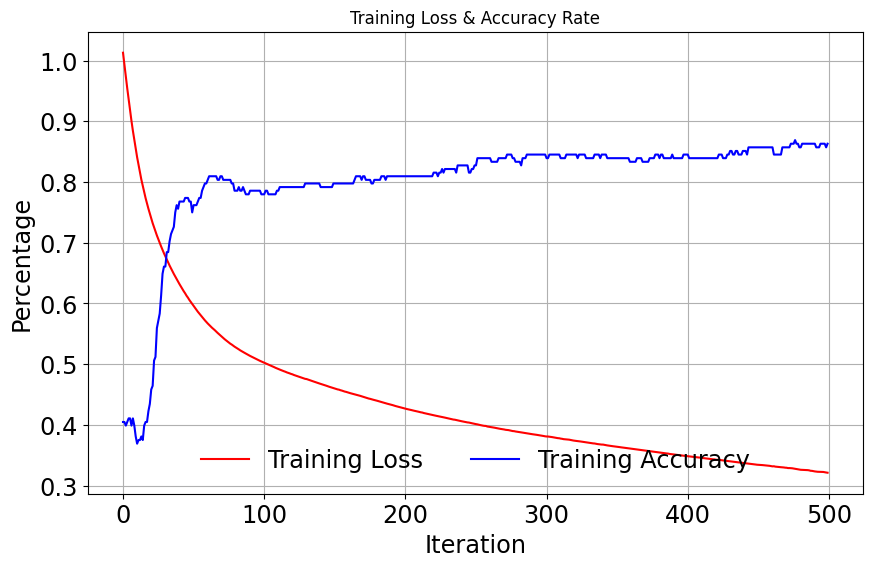 Training Loss & Accuracy Rate
Percentage
1.0
0.9
0.8
0.7
0.6
0.5
0.4
0.3
Training Loss Training Accuracy
0 100 200 300 400 500
Iteration